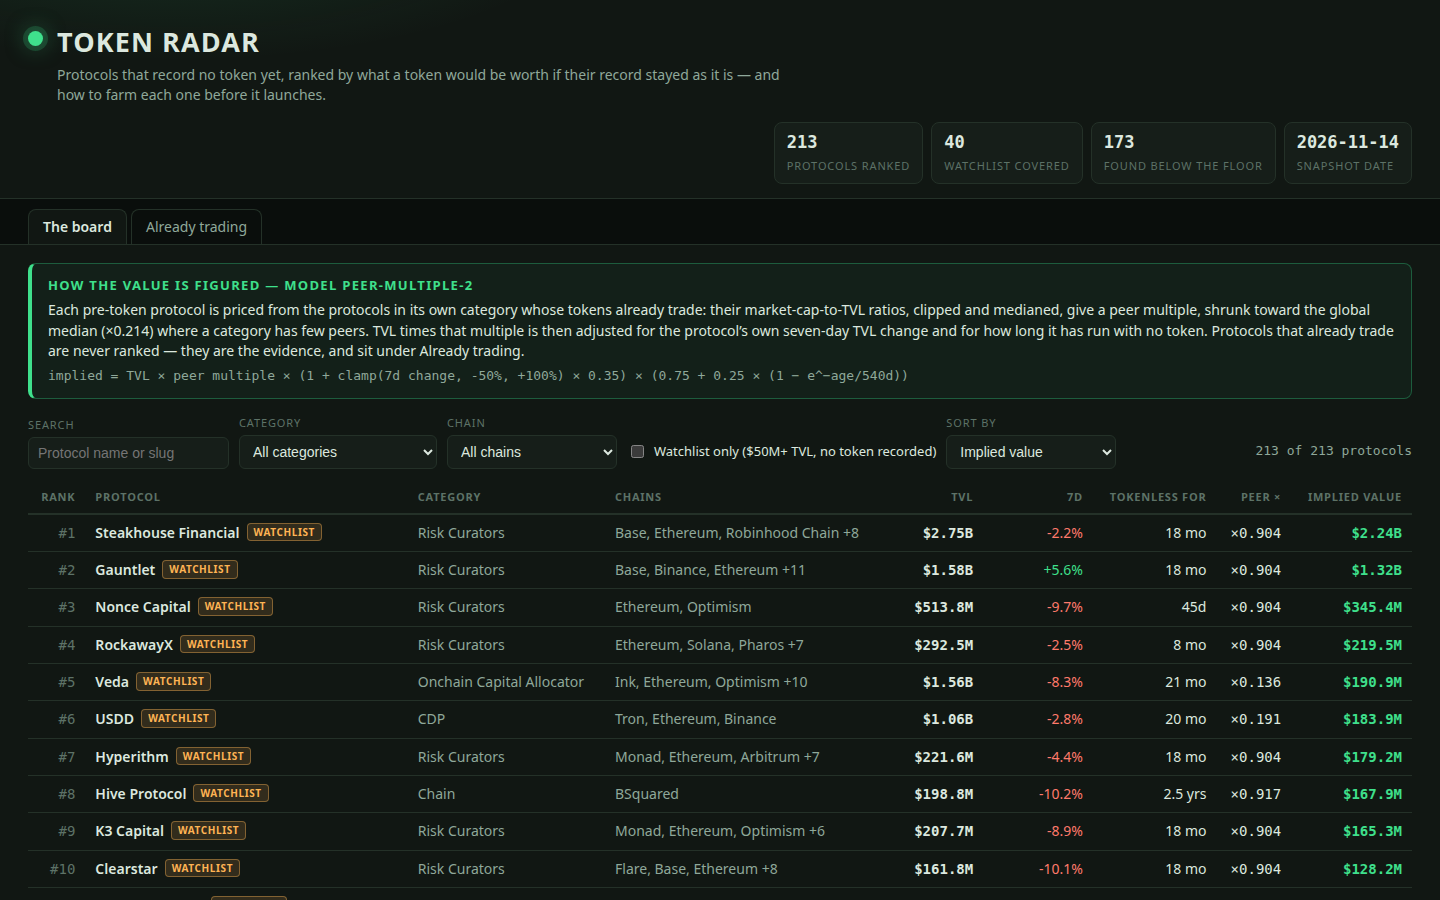 TOKEN RADAR
Protocols that record no token yet, ranked by what a token would be worth if their record stayed as it is — and
how to farm each one before it launches.
213
PROTOCOLS RANKED
40
WATCHLIST COVERED
173
FOUND BELOW THE FLOOR
2026-11-14
SNAPSHOT DATE
The board
Already trading
HOW THE VALUE IS FIGURED — MODEL PEER-MULTIPLE-2
Each pre-token protocol is priced from the protocols in its own category whose tokens already trade: their market-cap-to-TVL ratios, clipped and medianed, give a peer multiple, shrunk toward the global
median (×0.214) where a category has few peers. TVL times that multiple is then adjusted for the protocol's own seven-day TVL change and for how long it has run with no token. Protocols that already trade
are never ranked — they are the evidence, and sit under Already trading.
implied = TVL × peer multiple × (1 + clamp(7d change, -50%, +100%) × 0.35) × (0.75 + 0.25 × (1 − e^−age/540d))
SEARCH
Protocol name or slug
CATEGORY
All categories
CHAIN
All chains
Watchlist only ($50M+ TVL, no token recorded)
SORT BY
Implied value
213 of 213 protocols
RANK PROTOCOL CATEGORY CHAINS TVL 7D TOKENLESS FOR PEER × IMPLIED VALUE
#1 Steakhouse Financial WATCHLIST Risk Curators Base, Ethereum, Robinhood Chain +8 $2.75B -2.2% 18 mo ×0.904 $2.24B
#2 Gauntlet WATCHLIST Risk Curators Base, Binance, Ethereum +11 $1.58B +5.6% 18 mo ×0.904 $1.32B
#3 Nonce Capital WATCHLIST Risk Curators Ethereum, Optimism $513.8M -9.7% 45d ×0.904 $345.4M
#4 RockawayX WATCHLIST Risk Curators Ethereum, Solana, Pharos +7 $292.5M -2.5% 8 mo ×0.904 $219.5M
#5 Veda WATCHLIST Onchain Capital Allocator Ink, Ethereum, Optimism +10 $1.56B -8.3% 21 mo ×0.136 $190.9M
#6 USDD WATCHLIST CDP Tron, Ethereum, Binance $1.06B -2.8% 20 mo ×0.191 $183.9M
#7 Hyperithm WATCHLIST Risk Curators Monad, Ethereum, Arbitrum +7 $221.6M -4.4% 18 mo ×0.904 $179.2M
#8 Hive Protocol WATCHLIST Chain BSquared $198.8M -10.2% 2.5 yrs ×0.917 $167.9M
#9 K3 Capital WATCHLIST Risk Curators Monad, Ethereum, Optimism +6 $207.7M -8.9% 18 mo ×0.904 $165.3M
#10 Clearstar WATCHLIST Risk Curators Flare, Base, Ethereum +8 $161.8M -10.1% 18 mo ×0.904 $128.2M